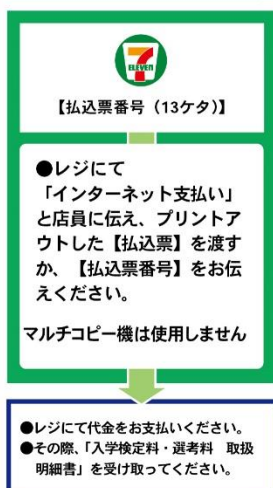 7
ELEVEN
【払込票番号（13ケタ）】
●レジにて
「インターネット支払い」
と店員に伝え、プリントア
ウトした【払込票】を渡す
か、【払込票番号】をお伝
えください。
マルチコピー機は使用しません
●レジにて代金をお支払いください。
●その際、「入学検定料・選考料　取扱
明細書」を受け取ってください。